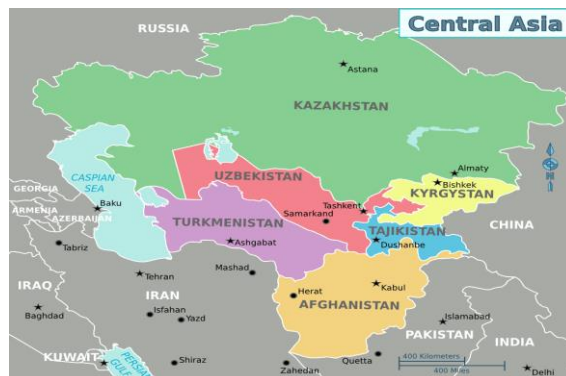 Central Asia
RUSSIA
Astana
KAZAKHSTAN
CASPIAN
SEA
UZBEKISTAN
Almaty
Bishkek
KYRGYSTAN
GEORGIA
ARMENIA
AZERBAIJAN
Baku
TURKMENISTAN
Tashkent
Samarkand
TAJIKISTAN
CHINA
Ashgabat
Dushanbe
Tabriz
Tehran
Mashad
Kabul
Herat
AFGHANISTAN
IRAQ
Baghdad
IRAN
Isfahan
Yazd
Islamabad
PAKISTAN
INDIA
KUWAIT
PERSIAN
GULF
Shiraz
Zahedan
Quetta
400 Kilometers
400 Miles
Delhi
N